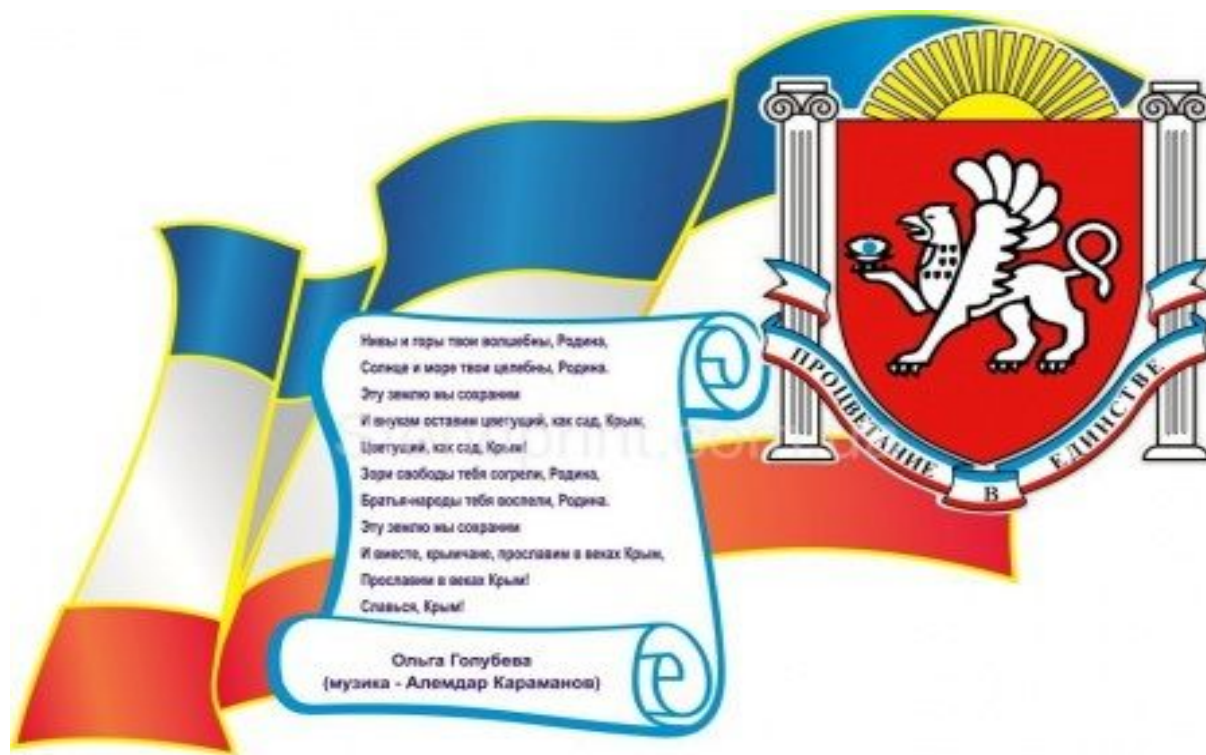 Нивы и горы твои волшебны, Родина,
Солнце и море твои целебны, Родина.
Эту землю мы сохраним
И внукам оставим цветущий, как сад, Крым,
Цветущий, как сад, Крым!
Зори свободы тебя согрели, Родина,
Братья-народы тебя воспели, Родина.
Эту землю мы сохраним
И вместе, крымчане, прославим в веках Крым,
Прославим в веках Крым!
Славься, Крым!
Ольга Голубева
(музика - Алемдар Караманов)
ПРОЦВЕТАНИЕ В ЕДИНСТВЕ